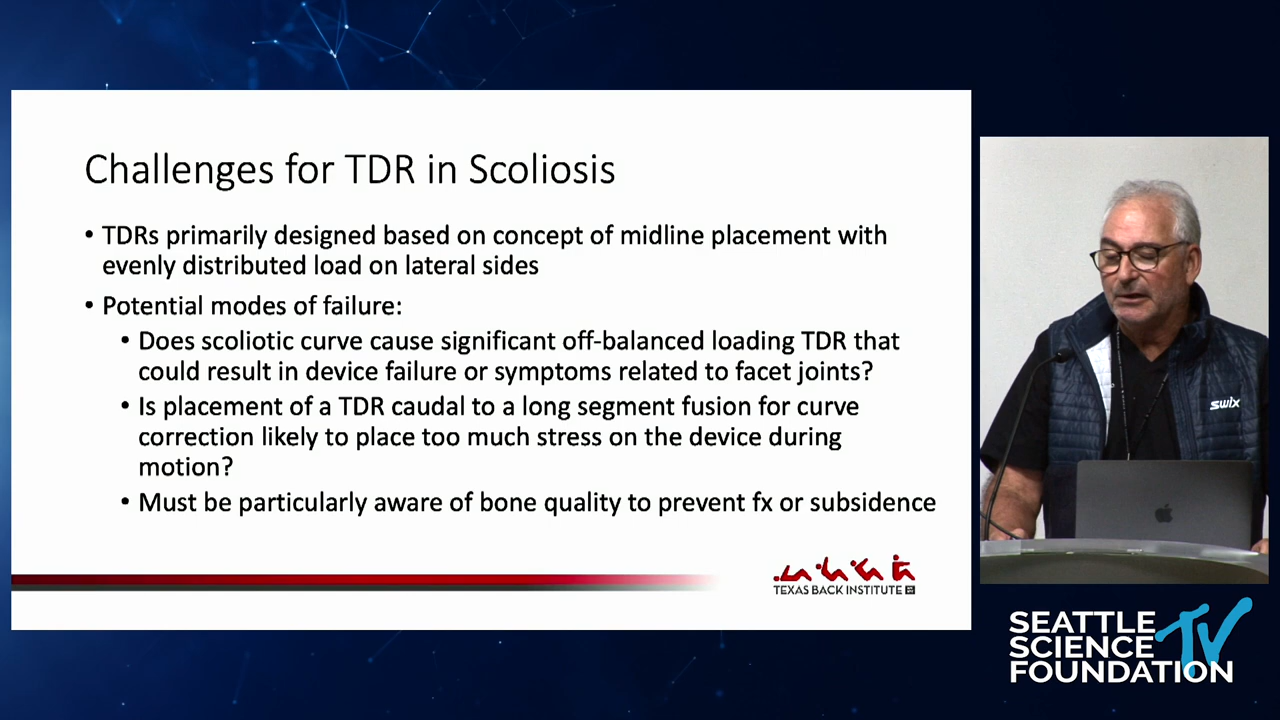 Challenges for TDR in Scoliosis
• TDRs primarily designed based on concept of midline placement with
evenly distributed load on lateral sides
• Potential modes of failure:
• Does scoliotic curve cause significant off-balanced loading TDR that
could result in device failure or symptoms related to facet joints?
• Is placement of a TDR caudal to a long segment fusion for curve
correction likely to place too much stress on the device during
motion?
• Must be particularly aware of bone quality to prevent fx or subsidence
TEXAS BACK INSTITUTE
swix
SEATTLE
SCIENCE
FOUNDATION
TV